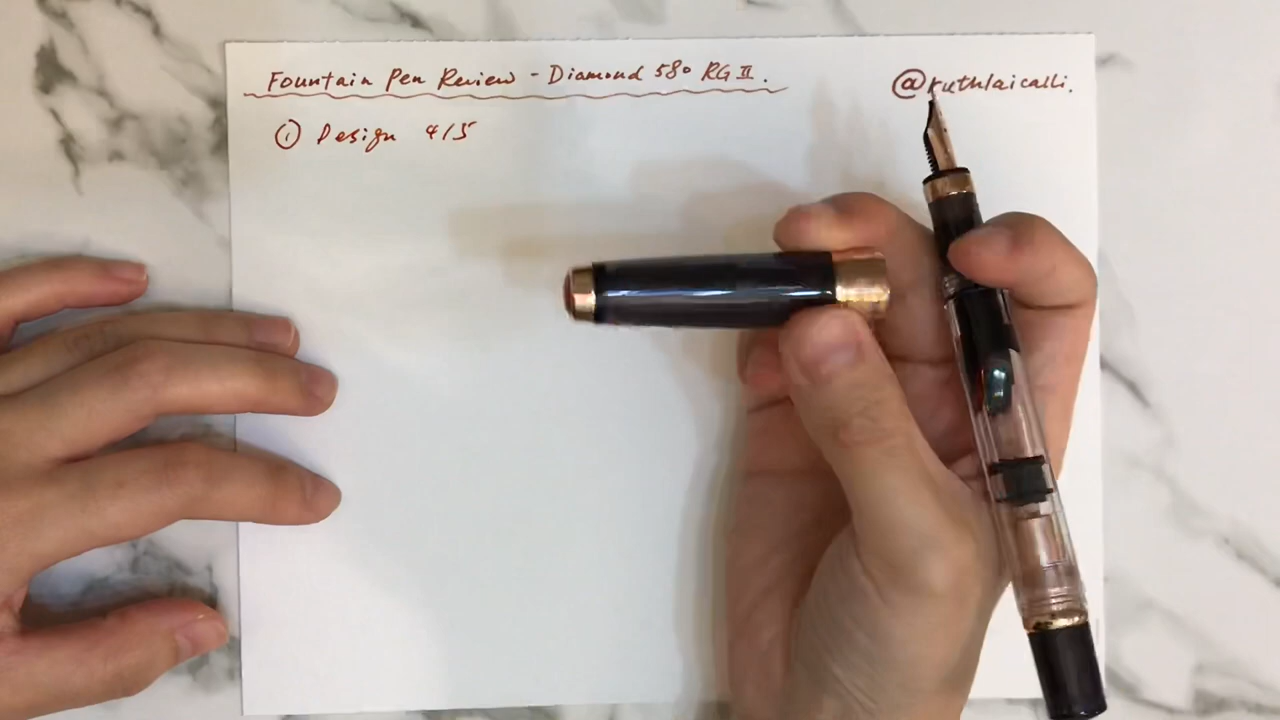 Fountain Pen Review - Diamond 580 RG II.
@ruthlaicalli.
① Design 4/5